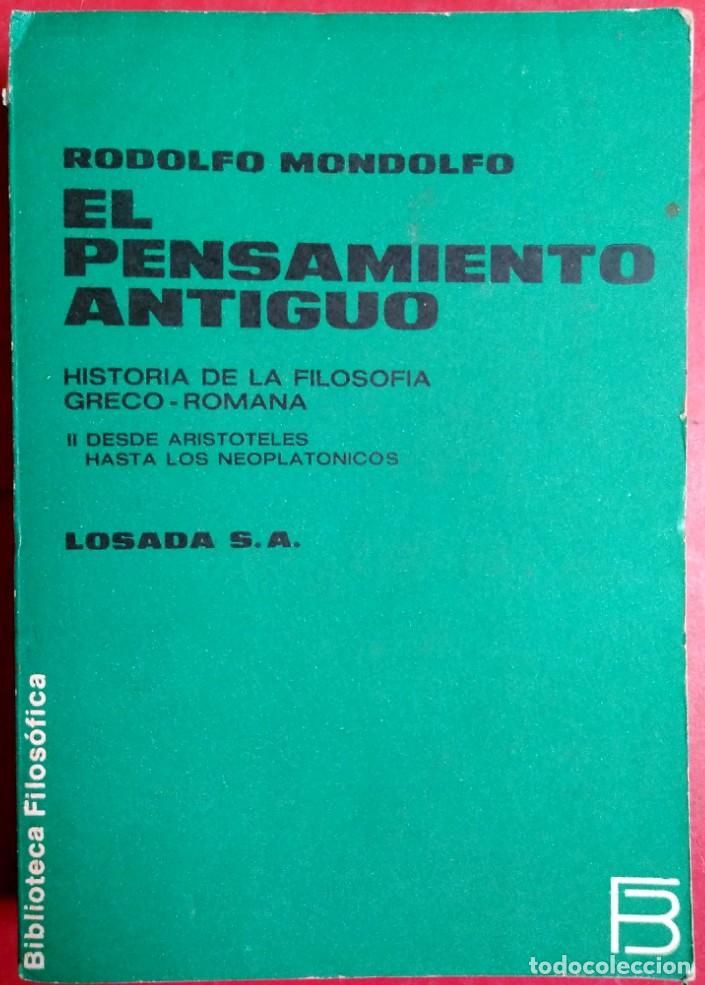 RODOLFO MONDOLFO
EL
PENSAMIENTO
ANTIGUO
HISTORIA DE LA FILOSOFIA
GRECO-ROMANA
II DESDE ARISTOTELES
HASTA LOS NEOPLATONICOS
LOSADA S.A.
Biblioteca Filosófica
FB
todocoleccion